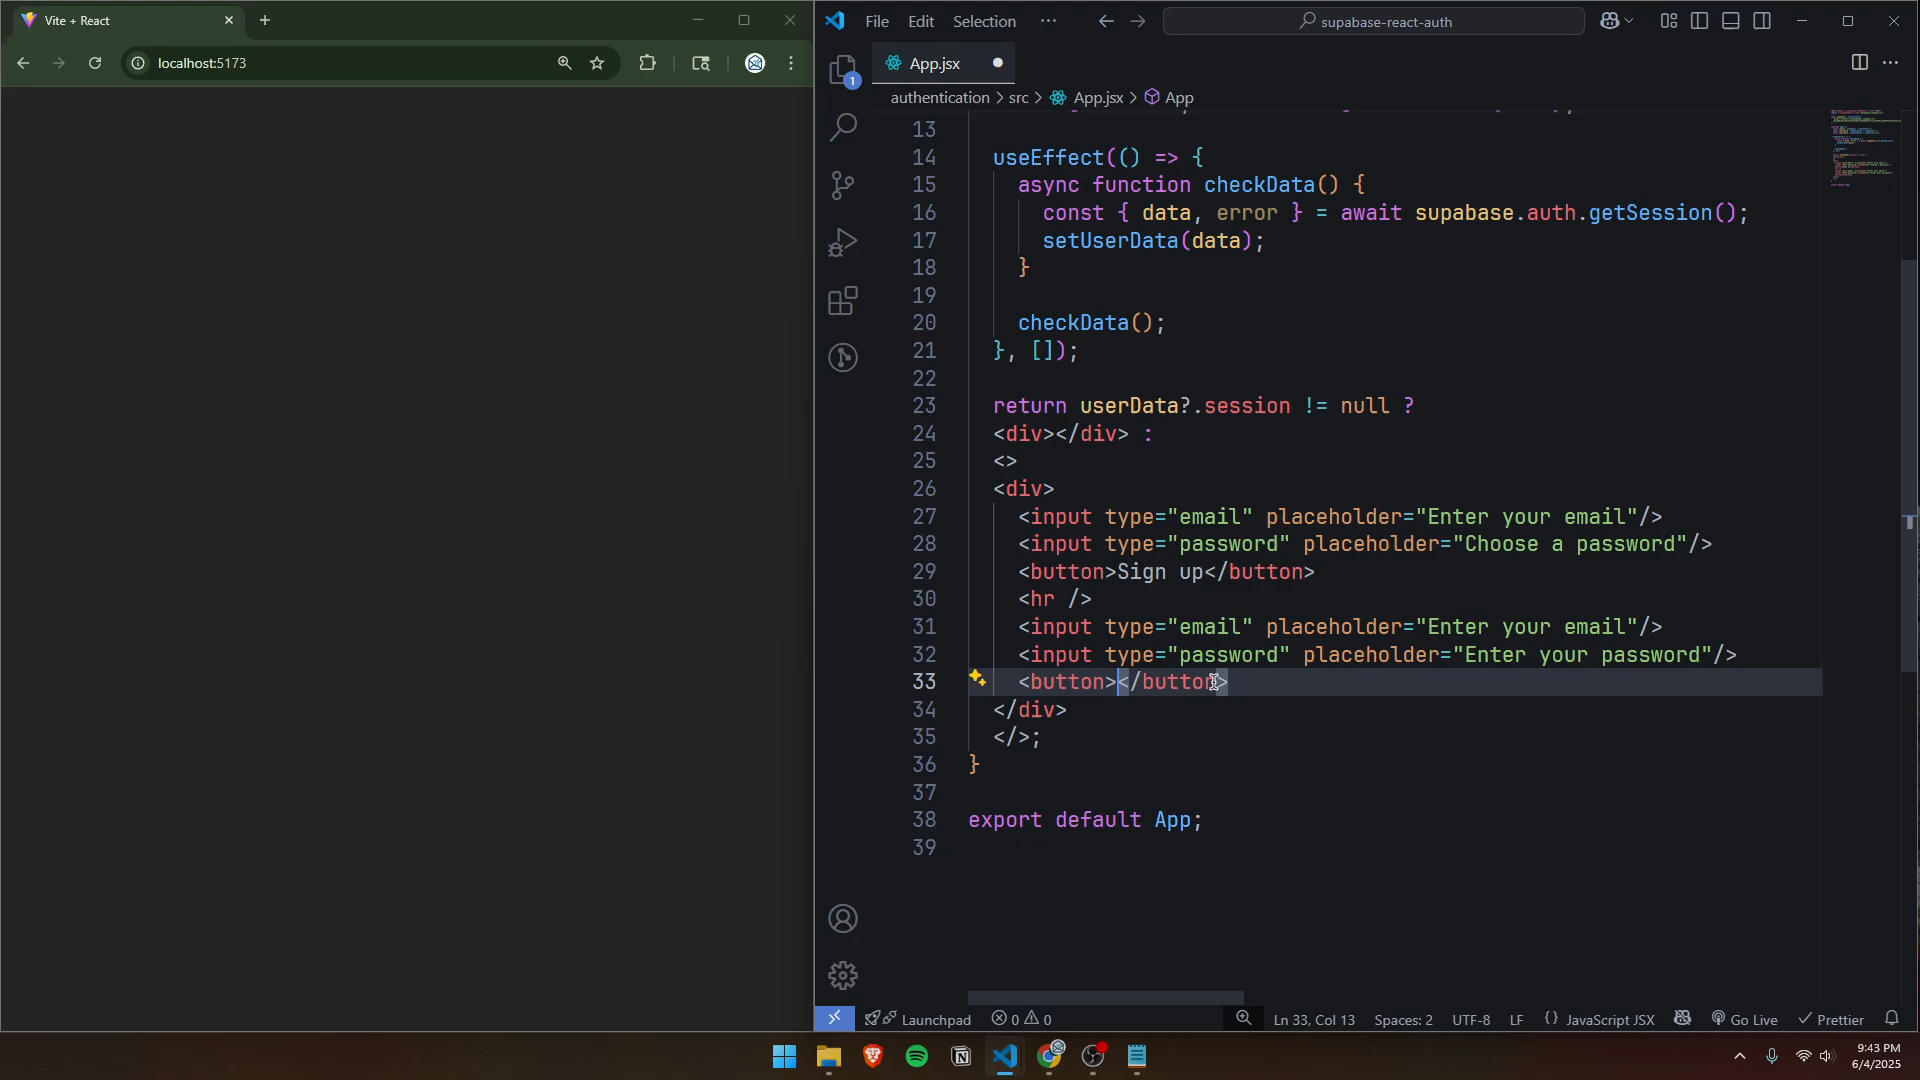 Vite + React
localhost:5173
File Edit Selection
supabase-react-auth
1
App.jsx
authentication > src > App.jsx > App
13
14 useEffect(() => {
15 async function checkData() {
16 const { data, error } = await supabase.auth.getSession();
17 setUserData(data);
18 }
19
20 checkData();
21 }, []);
22
23 return userData?.session != null ?
24 <div></div> :
25 <>
26 <div>
27 <input type="email" placeholder="Enter your email"/>
28 <input type="password" placeholder="Choose a password"/>
29 <button>Sign up</button>
30 <hr />
31 <input type="email" placeholder="Enter your email"/>
32 <input type="password" placeholder="Enter your password"/>
33 <button></button>
34 </div>
35 </>;
36 }
37
38 export default App;
39
Launchpad 0 0 Ln 33, Col 13 Spaces: 2 UTF-8 LF {} JavaScript JSX Go Live Prettier
9:43 PM
6/4/2025